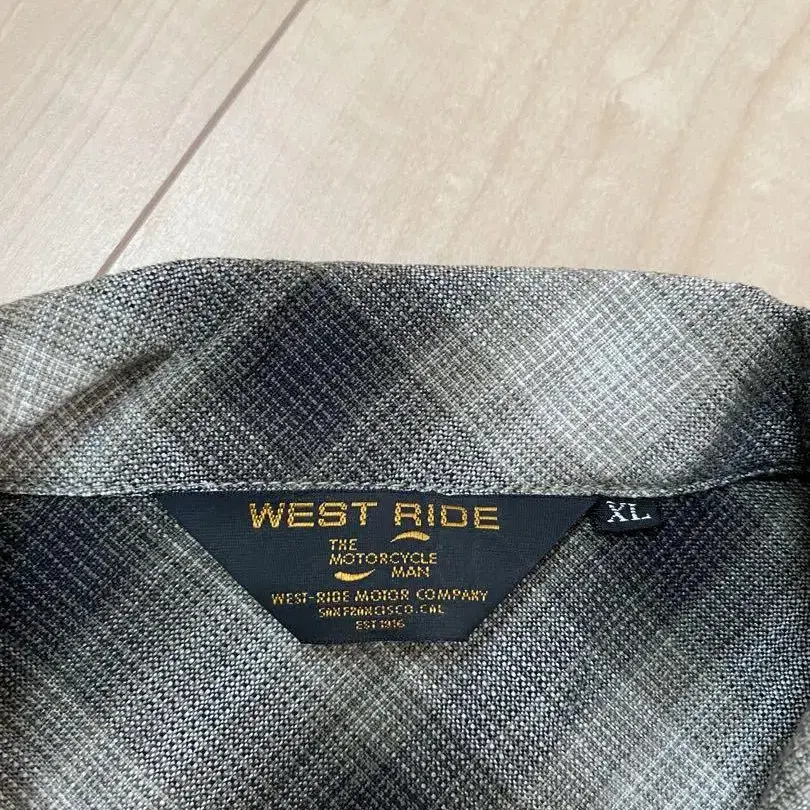 WEST RIDE
XL
THE
MOTORCYCLE
MAN
WEST-RIDE MOTOR COMPANY
SAN FRANCISCO. CAL
EST 1916